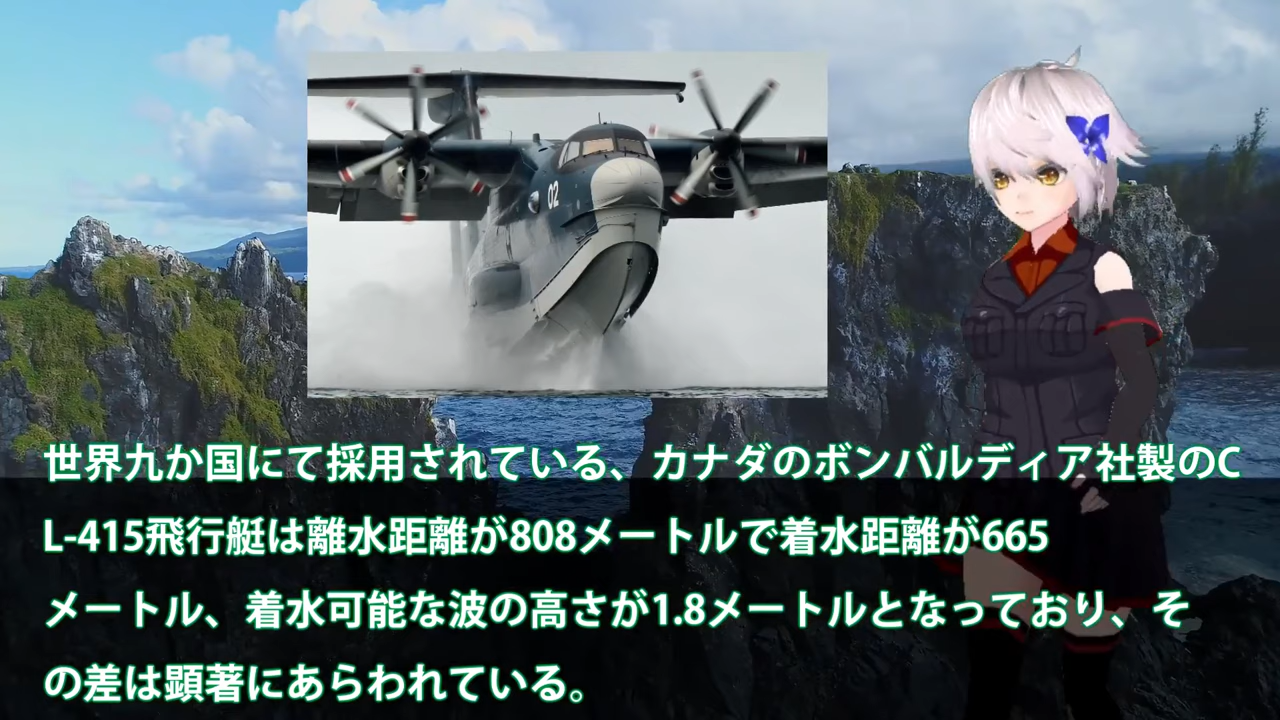 02
世界九か国にて採用されている、カナダのボンバルディア社製のC
L-415飛行艇は離水距離が808メートルで着水距離が665
メートル、着水可能な波の高さが1.8メートルとなっており、そ
の差は顕著にあらわれている。